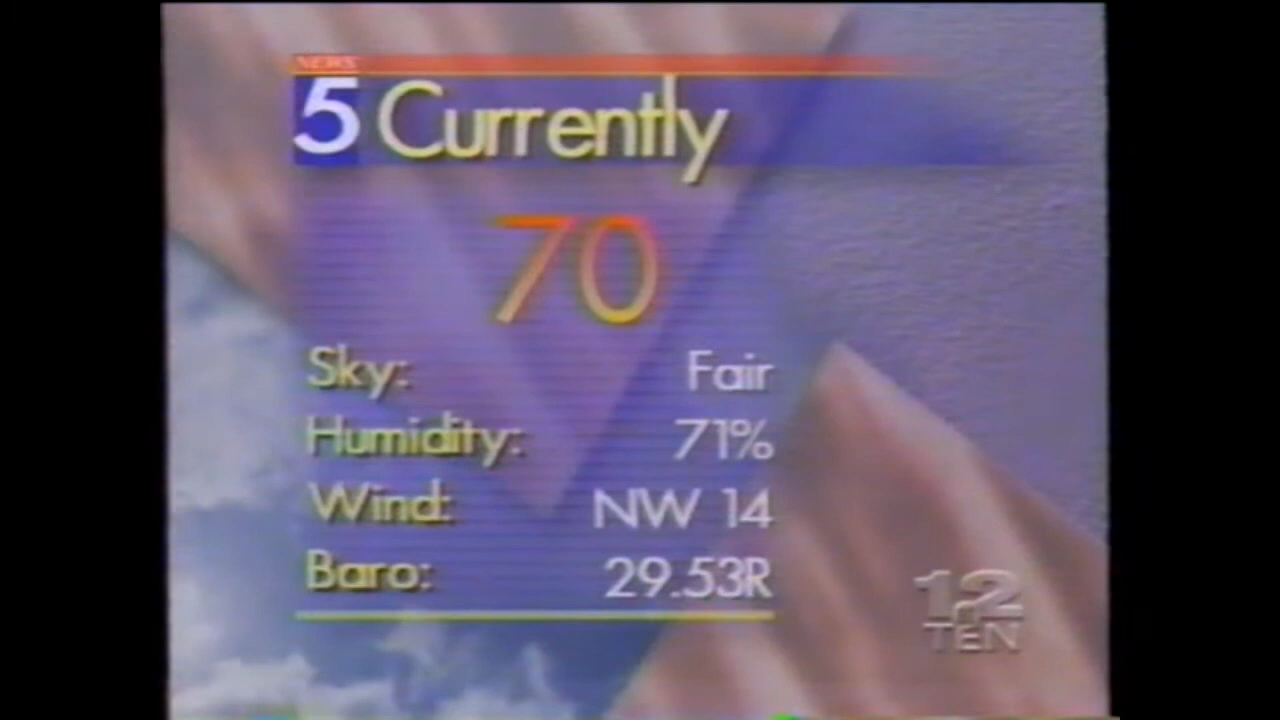 NEWS
5 Currently
70
Sky: Fair
Humidity: 71%
Wind: NW 14
Baro: 29.53R
12
TEN